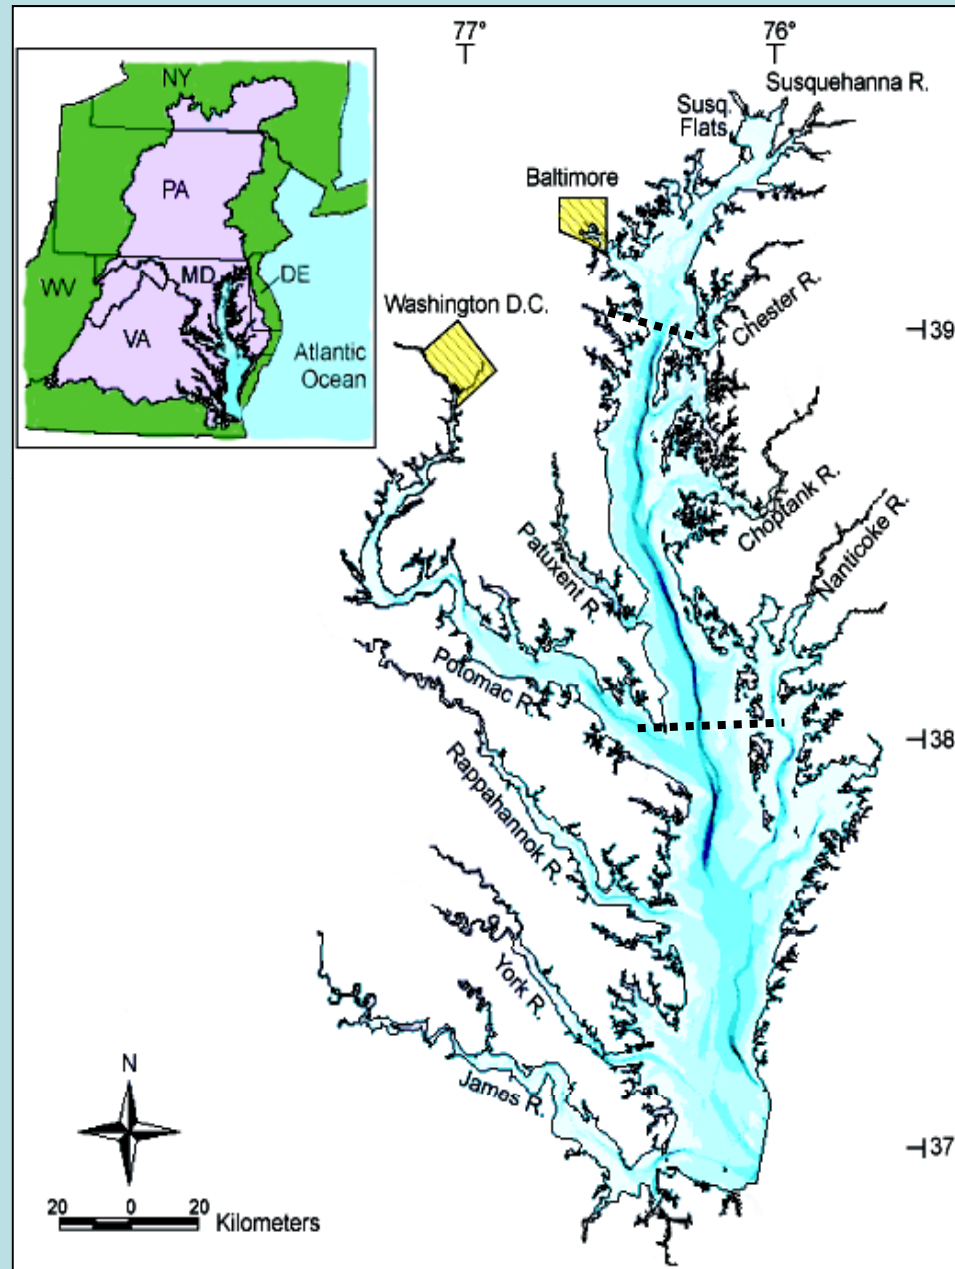 77°
76°
Susquehanna R.
Susq.
Flats
Baltimore
NY
PA
WV
MD
DE
VA
Atlantic
Ocean
Washington D.C.
Chester R.
39
Choptank R.
Nanticoke R.
Patuxent R.
Potomac R.
38
Rappahannok R.
York R.
James R.
37
N
20
0
20
Kilometers